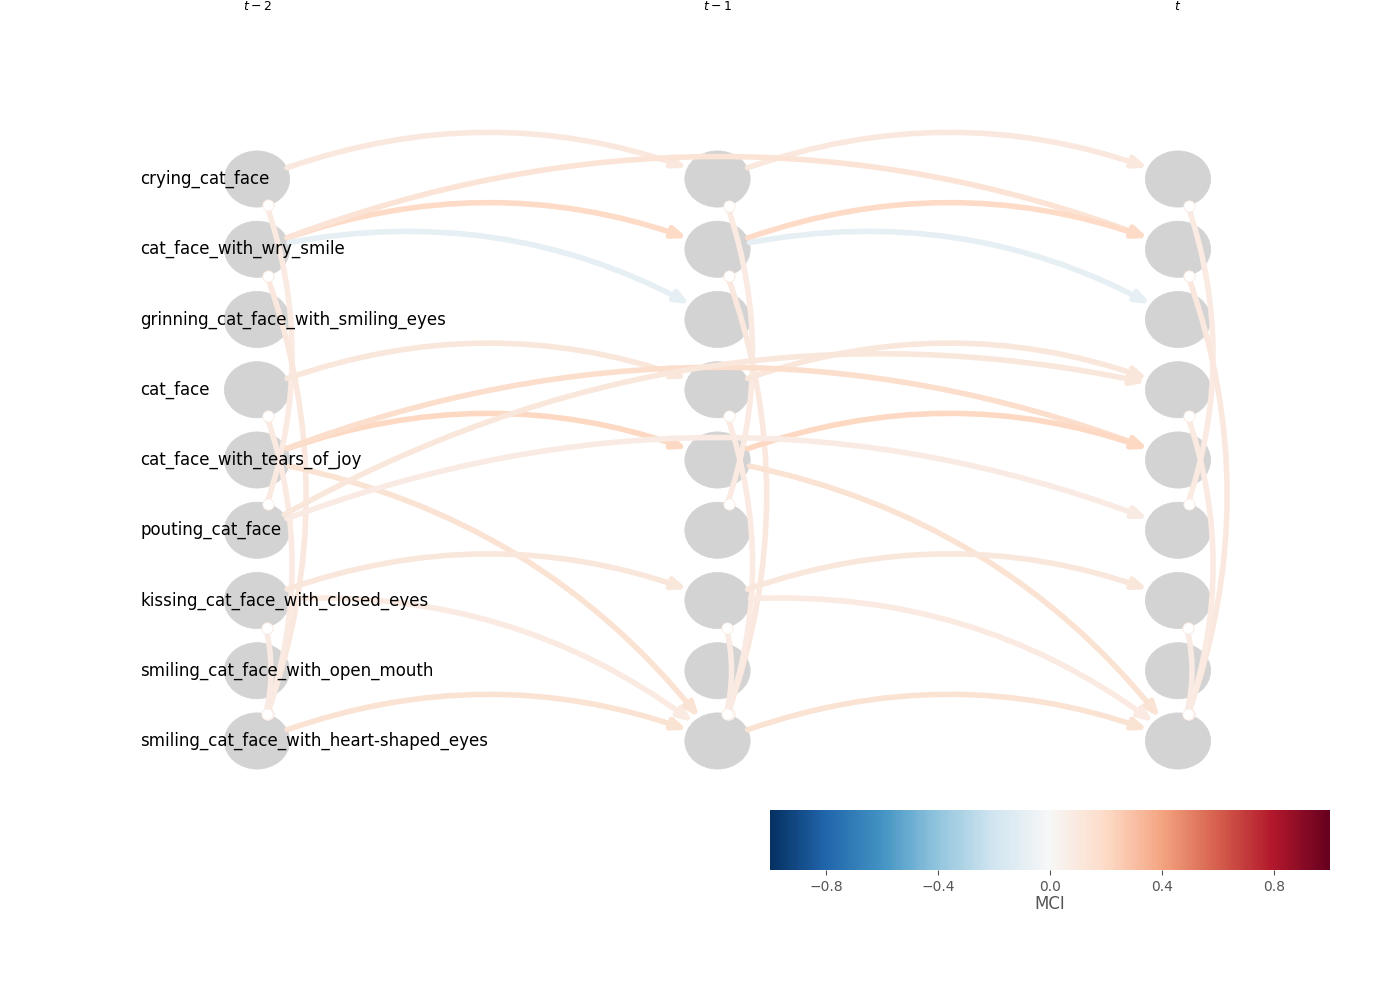 t − 2
t − 1
t
crying_cat_face
cat_face_with_wry_smile
grinning_cat_face_with_smiling_eyes
cat_face
cat_face_with_tears_of_joy
pouting_cat_face
kissing_cat_face_with_closed_eyes
smiling_cat_face_with_open_mouth
smiling_cat_face_with_heart-shaped_eyes
−0.8
−0.4
0.0
0.4
0.8
MCI